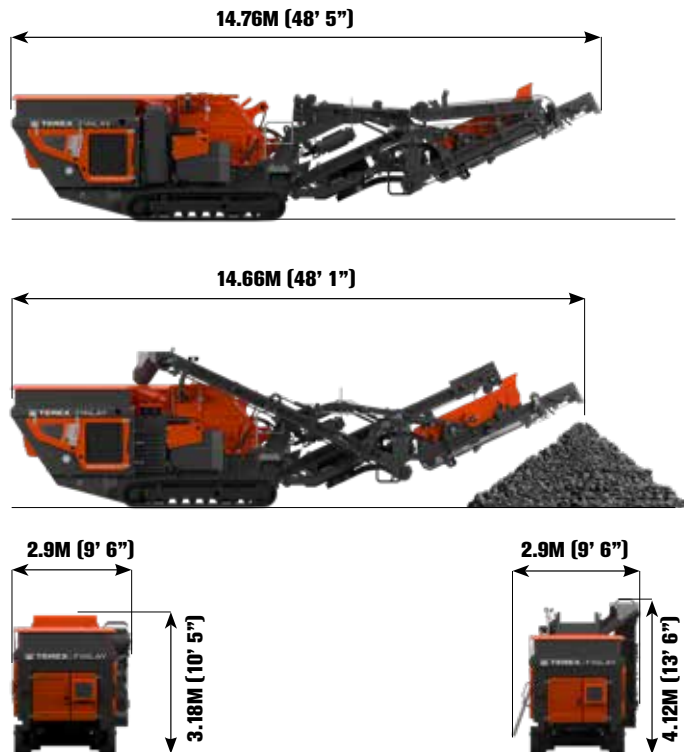 14.76M (48’ 5”)
TEREX | FINLAY
14.66M (48’ 1”)
TEREX | FINLAY
2.9M (9’ 6”)
2.9M (9’ 6”)
TEREX | FINLAY
3.18M (10’ 5”)
TEREX | FINLAY
4.12M (13’ 6”)